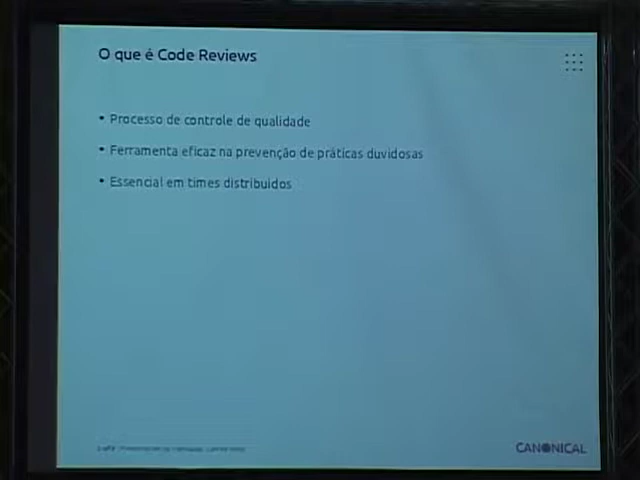 O que é Code Reviews
• Processo de controle de qualidade
• Ferramenta eficaz na prevenção de práticas duvidosas
• Essencial em times distribuidos
CANONICAL